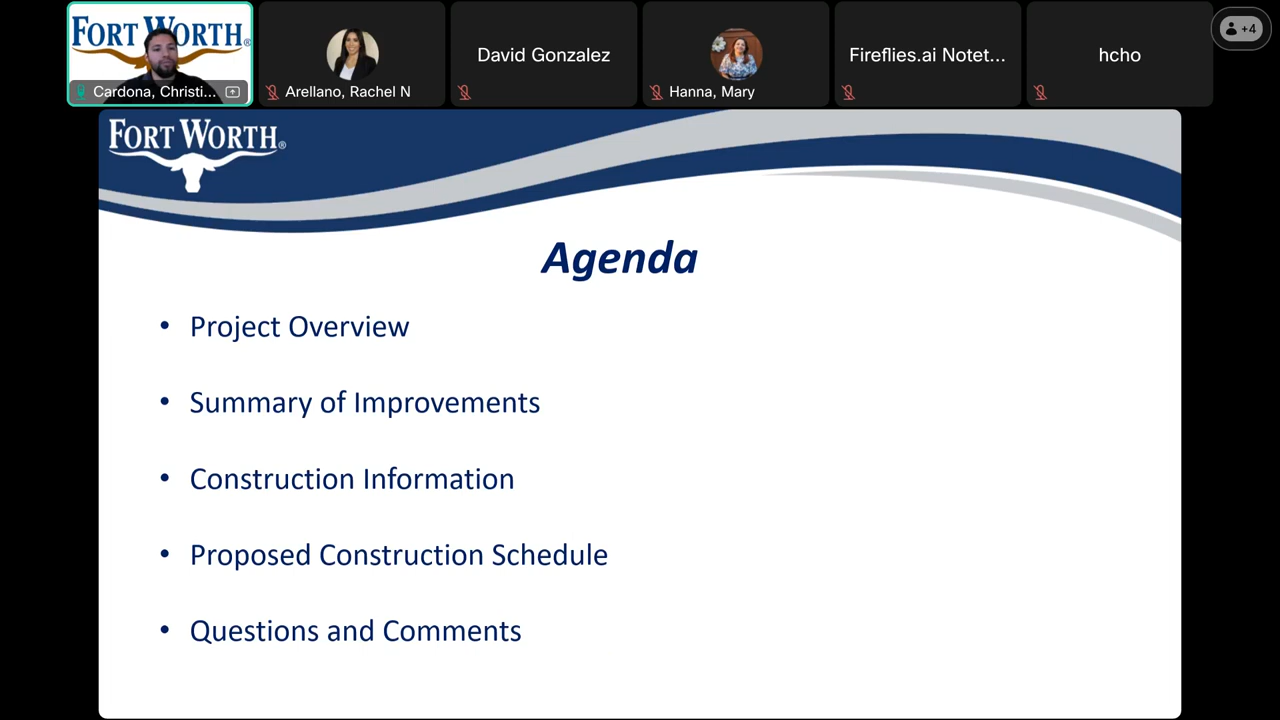 FORT WORTH®
Cardona, Christi...
Arellano, Rachel N
David Gonzalez
Hanna, Mary
Fireflies.ai Notet...
hcho
+4
FORT WORTH®
Agenda
• Project Overview
• Summary of Improvements
• Construction Information
• Proposed Construction Schedule
• Questions and Comments